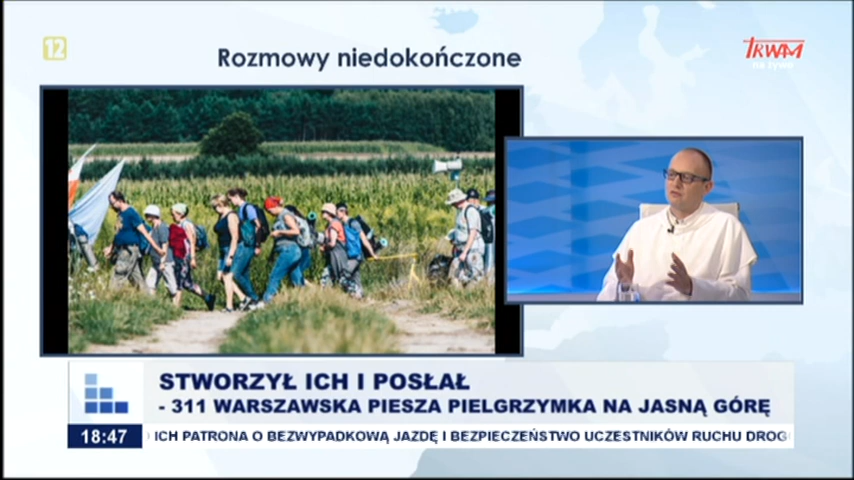 12
Rozmowy niedokończone
TRWAM
na żywo
STWORZYŁ ICH I POSŁAŁ
- 311 WARSZAWSKA PIESZA PIELGRZYMKA NA JASNĄ GÓRĘ
18:47
ICH PATRONA O BEZWYPADKOWĄ JAZDĘ I BEZPIECZEŃSTWO UCZESTNIKÓW RUCHU